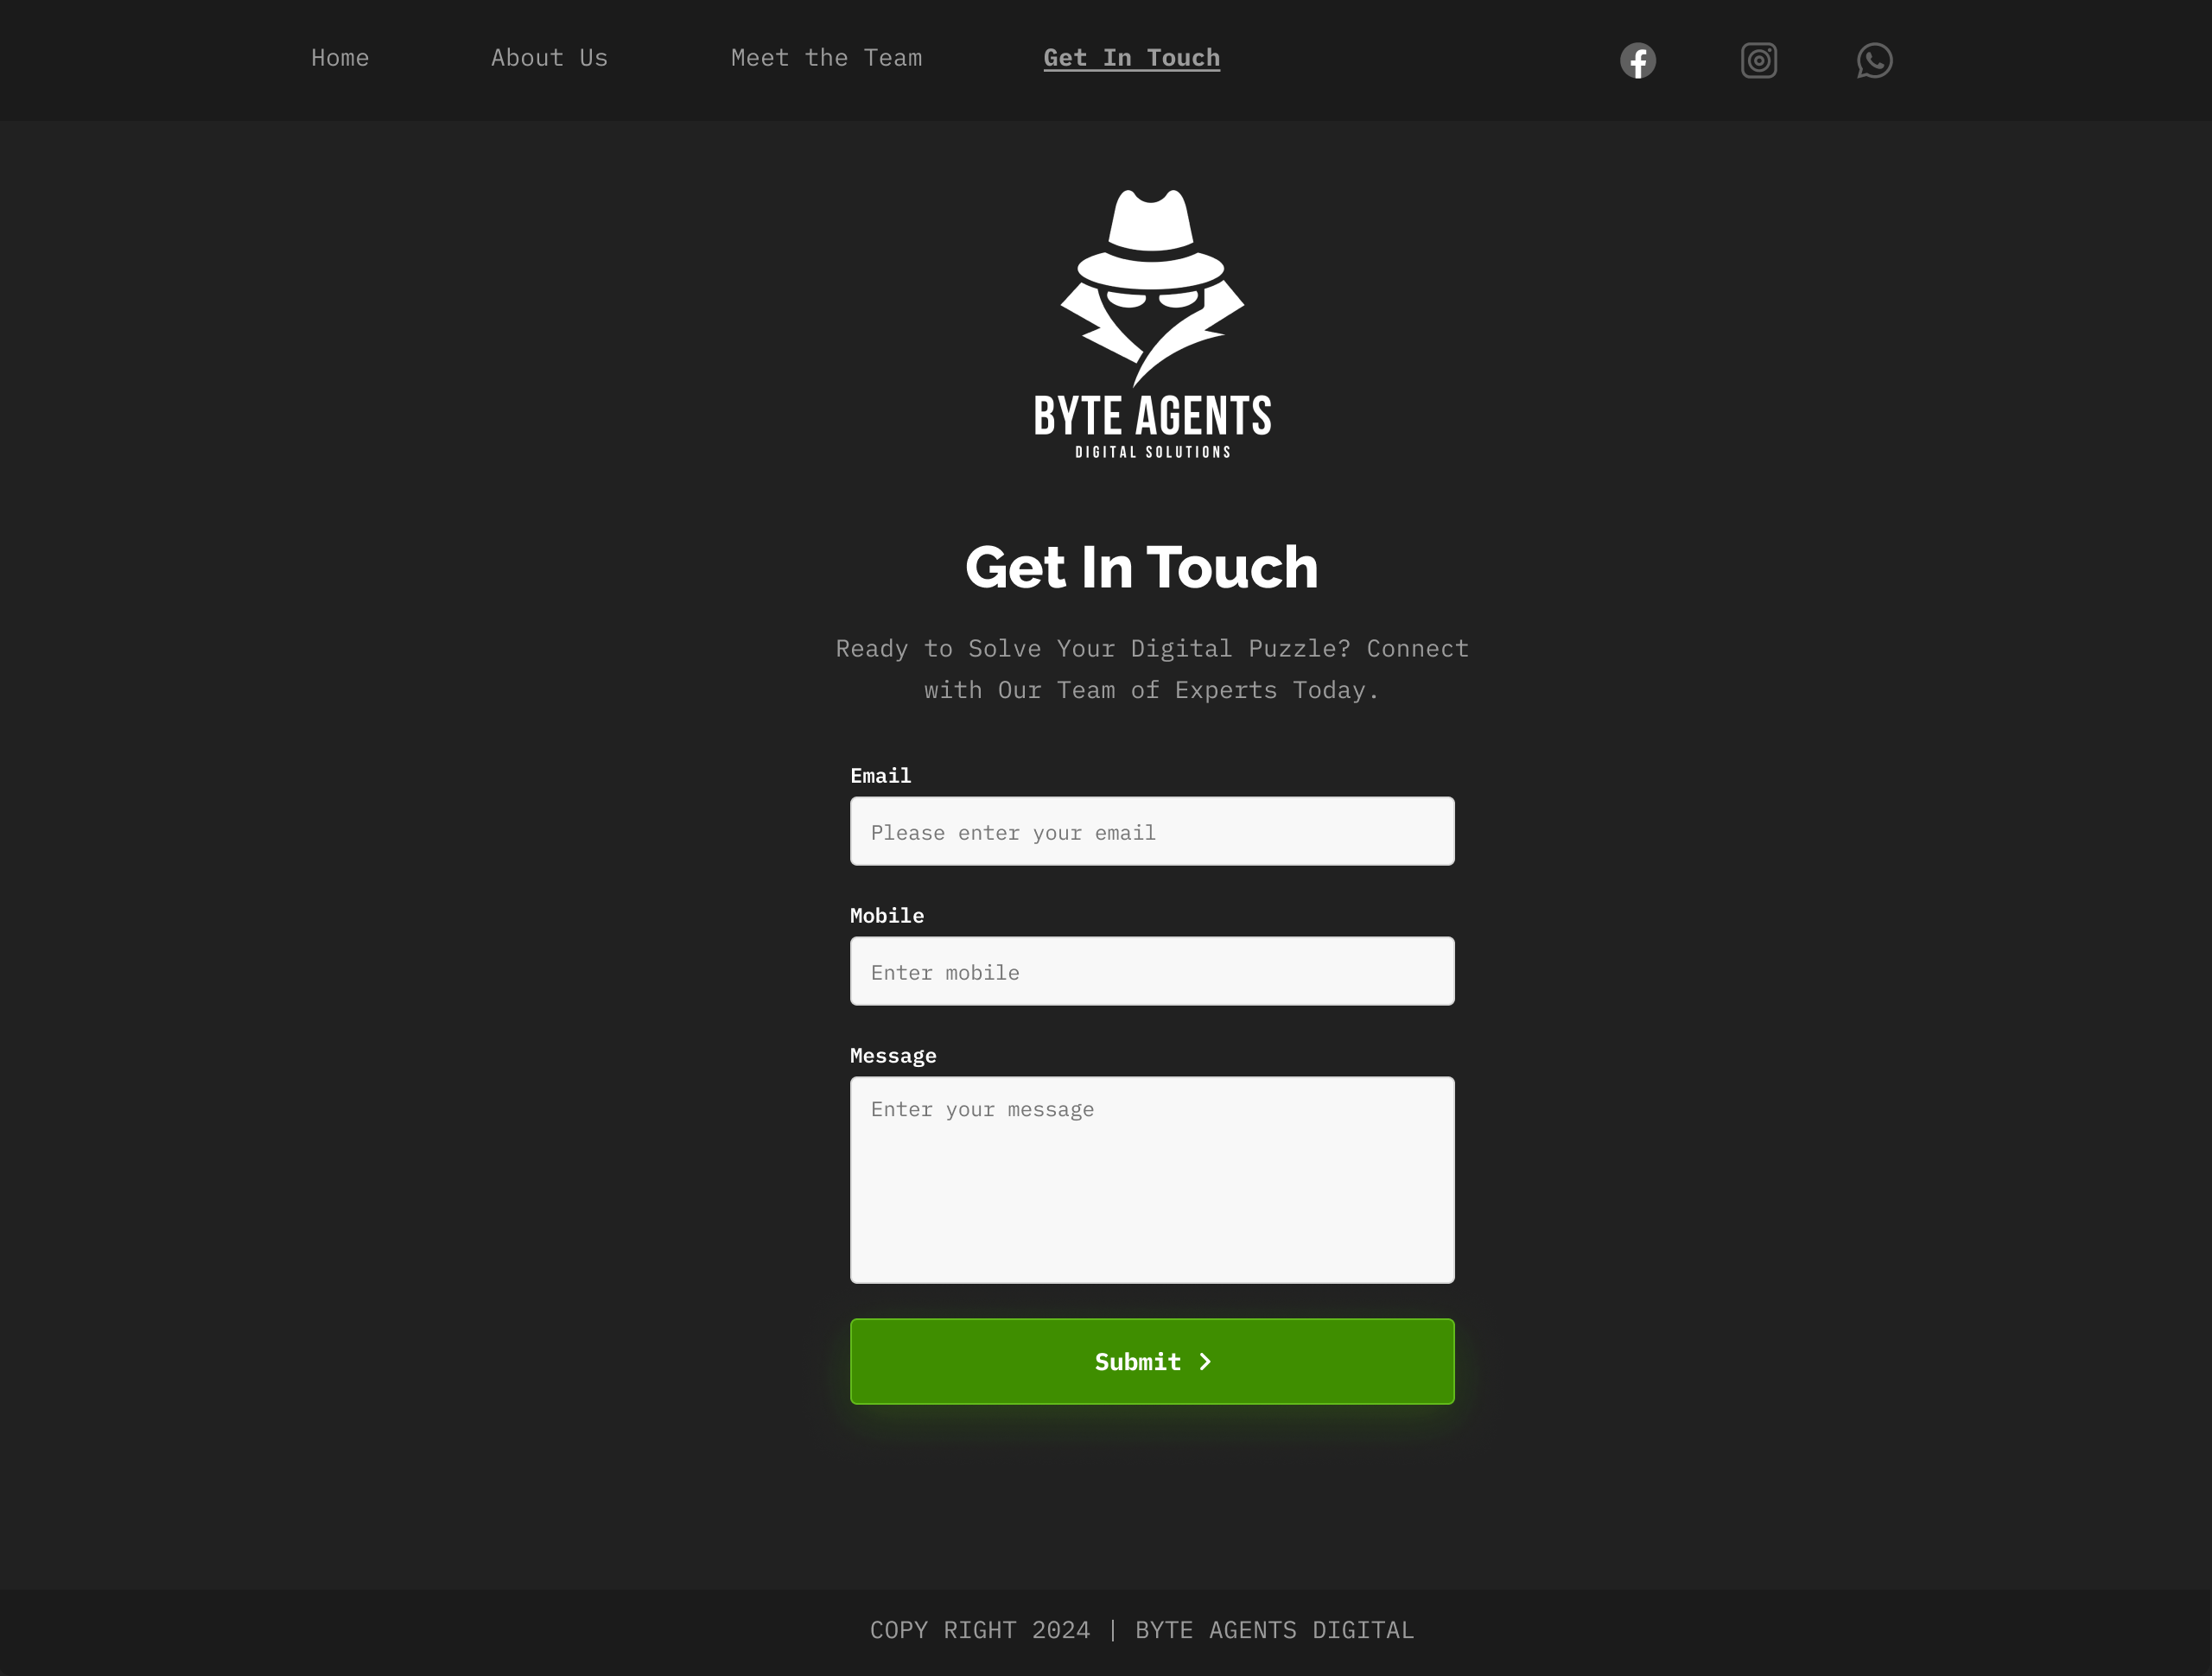 Home
About Us
Meet the Team
Get In Touch
BYTE AGENTS
DIGITAL SOLUTIONS
Get In Touch
Ready to Solve Your Digital Puzzle? Connect
with Our Team of Experts Today.
Email
Please enter your email
Mobile
Enter mobile
Message
Enter your message
Submit
COPY RIGHT 2024 | BYTE AGENTS DIGITAL